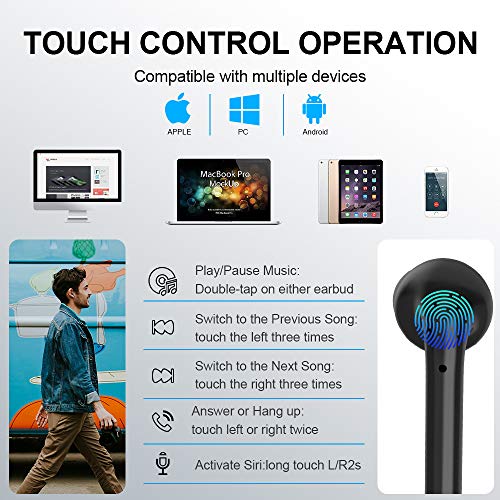 TOUCH CONTROL OPERATION
Compatible with multiple devices
APPLE
PC
Android
MacBook Pro
MockUp
Play/Pause Music:
Double-tap on either earbud
Switch to the Previous Song:
touch the left three times
Switch to the Next Song:
touch the right three times
Answer or Hang up:
touch left or right twice
Activate Siri:long touch L/R2s